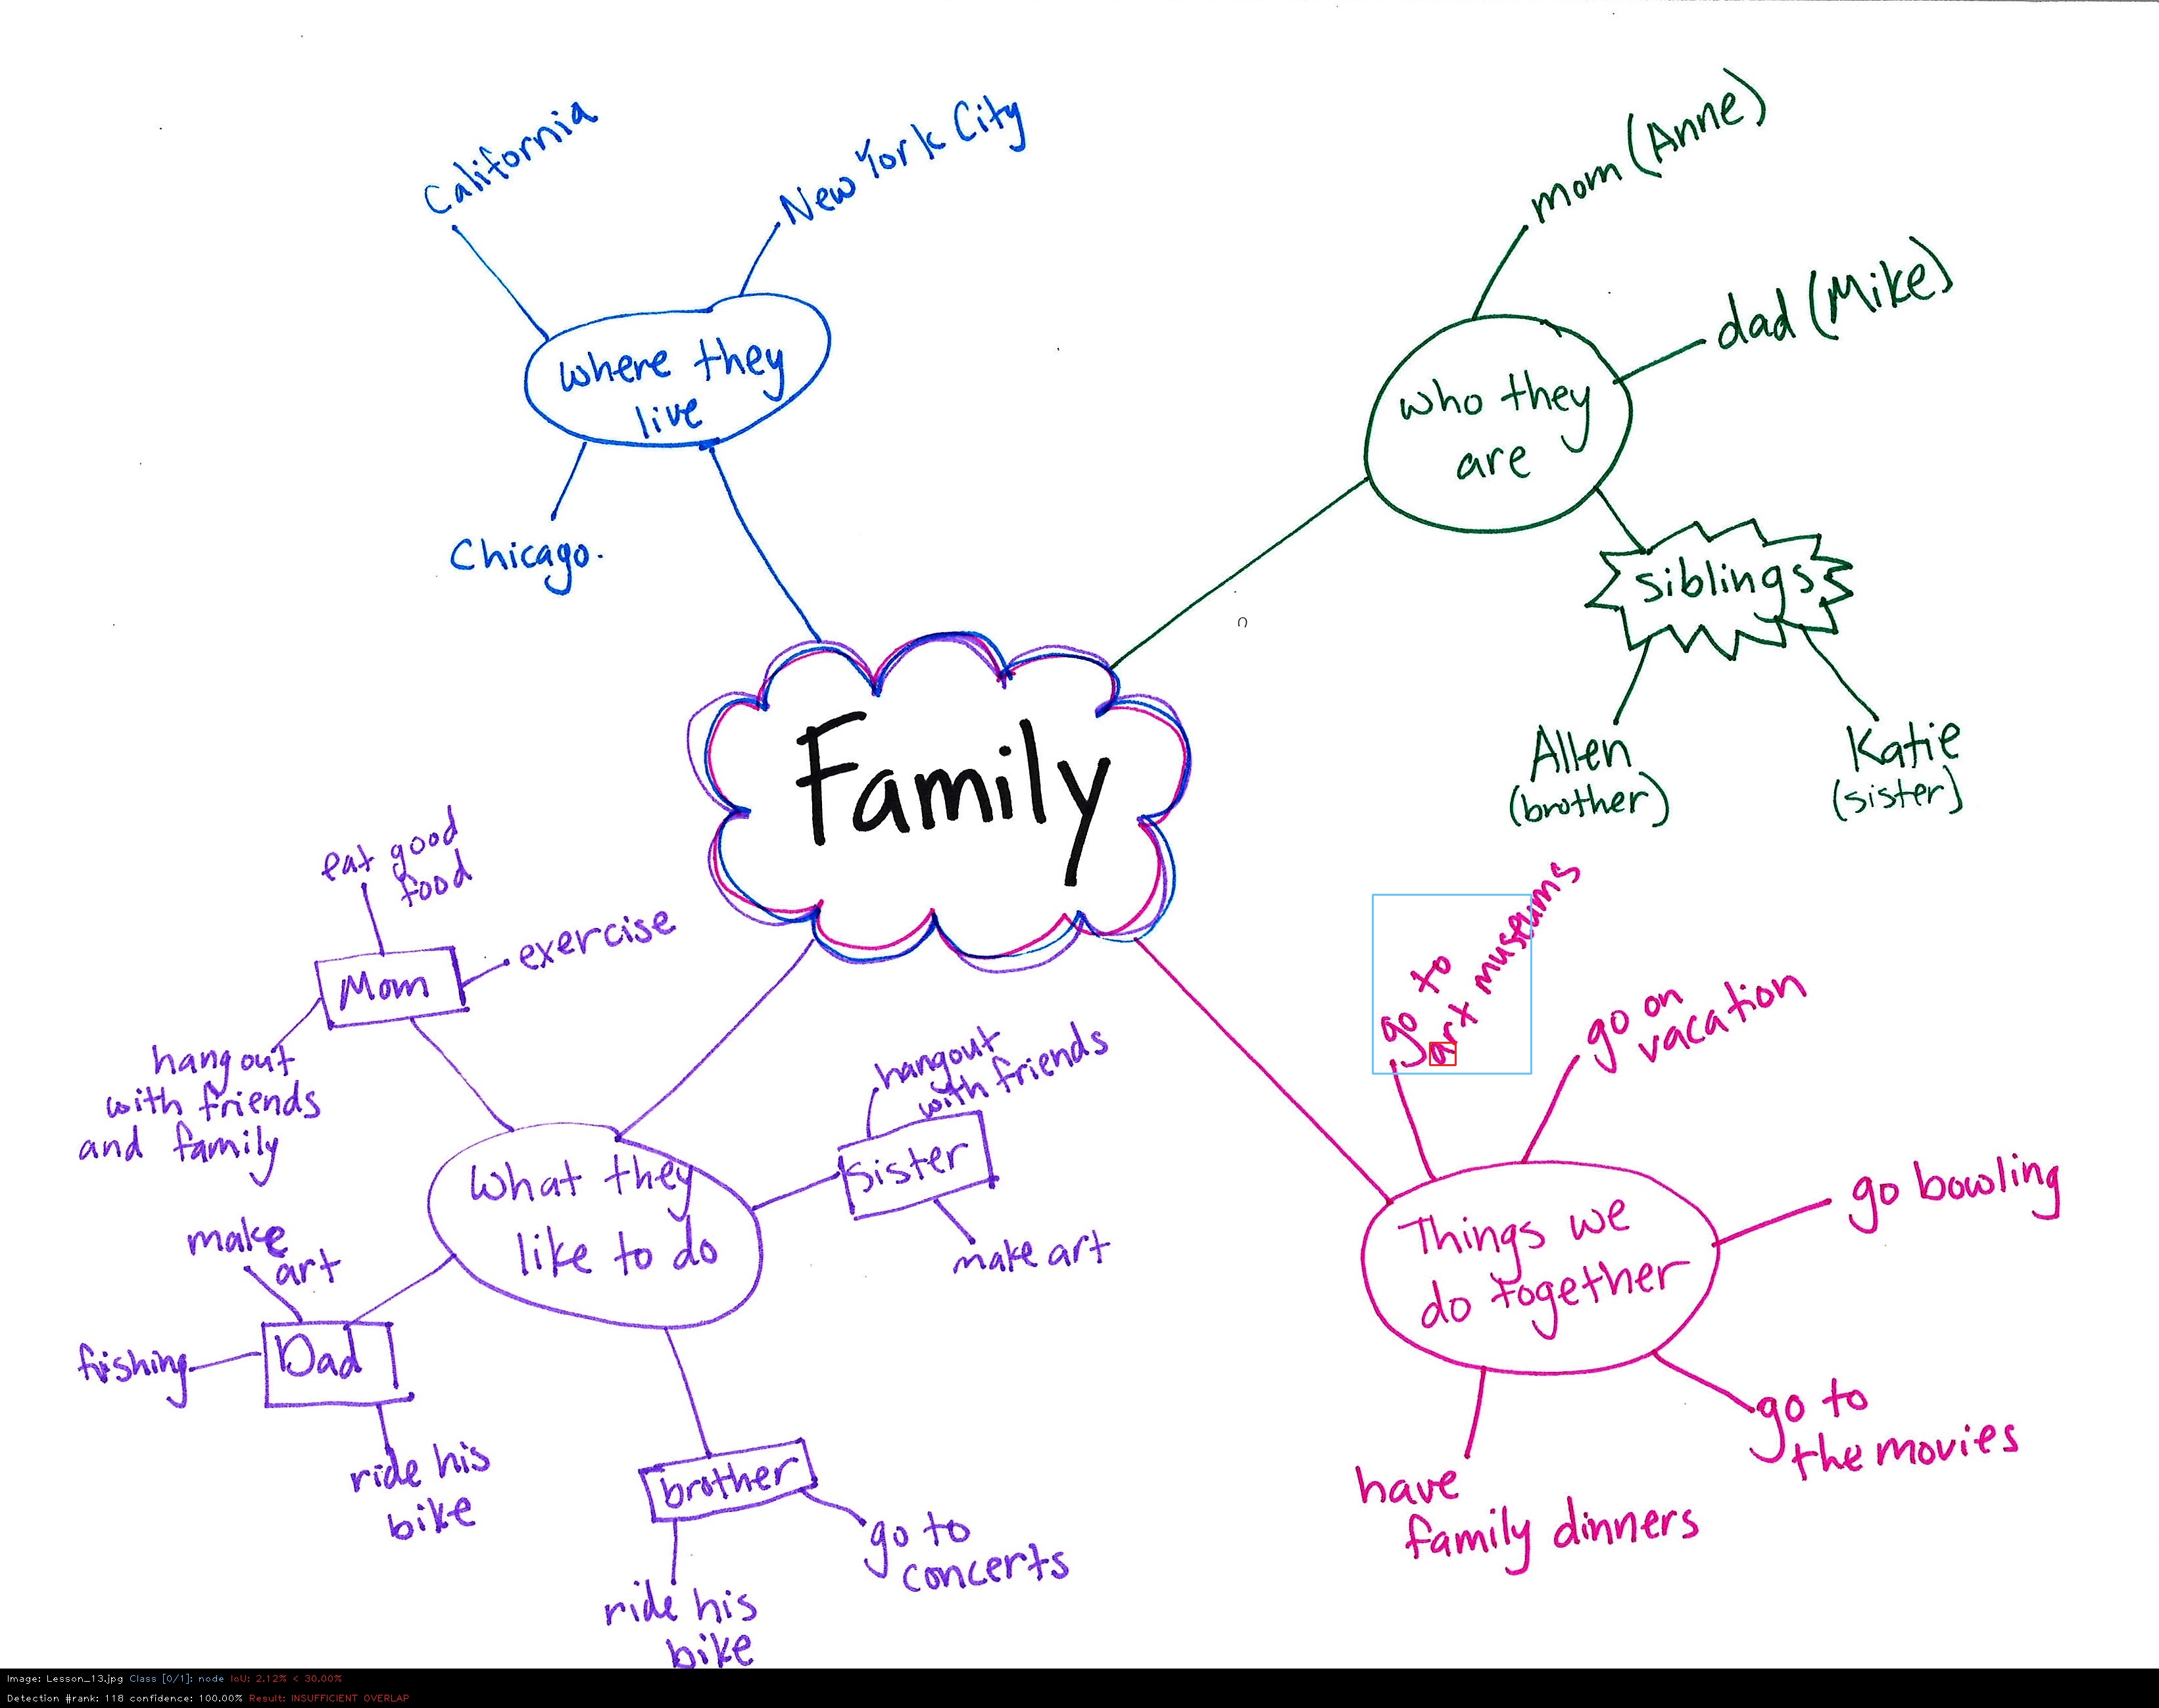 California
New York City
where they
live
Chicago.
mom (Anne)
dad (Mike)
who they
are
siblings
Allen
(brother)
Katie
(sister)
Family
eat good
food
exercise
Mom
hang out
with friends
and family
What they
like to do
hangout
with friends
sister
make art
make
art
Dad
fishing
ride his
bike
brother
go to
concerts
ride his
bike
go to
art museums
go on
vacation
go bowling
Things we
do together
go to
the movies
have
family dinners
Image: Lesson_13.jpg Class [0/1]: node IoU: 2.12% < 30.00%
Detection #rank: 118 confidence: 100.00% Result: INSUFFICIENT OVERLAP